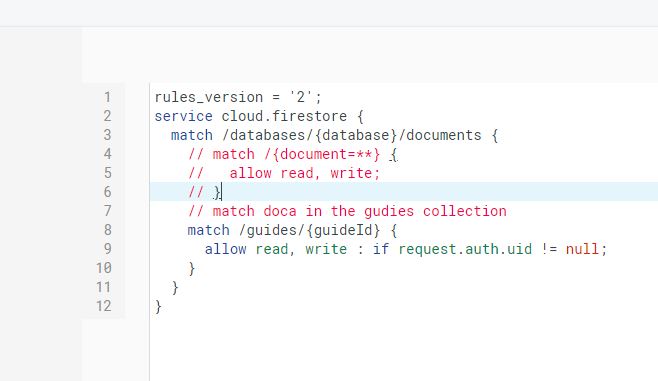 1 rules_version = '2';
2 service cloud.firestore {
3 match /databases/{database}/documents {
4 // match /{document=**} {
5 // allow read, write;
6 // }
7 // match doca in the gudies collection
8 match /guides/{guideId} {
9 allow read, write : if request.auth.uid != null;
10 }
11 }
12 }